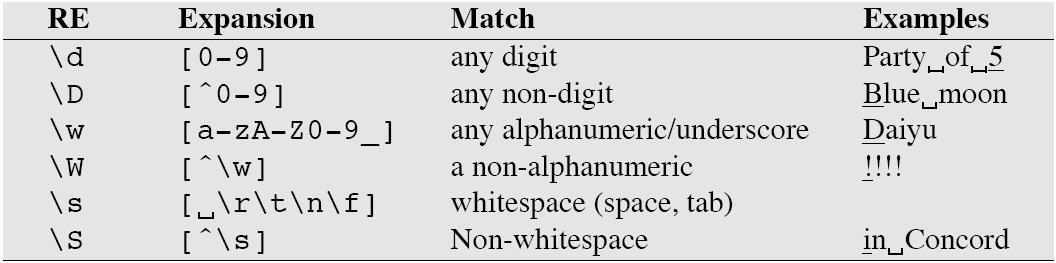 RE Expansion Match Examples
\d [0-9] any digit Party␣of␣5
\D [^0-9] any non-digit Blue␣moon
\w [a-zA-Z0-9_] any alphanumeric/underscore Daiyu
\W [^\w] a non-alphanumeric !!!!
\s [␣\r\t\n\f] whitespace (space, tab)
\S [^\s] Non-whitespace in␣Concord